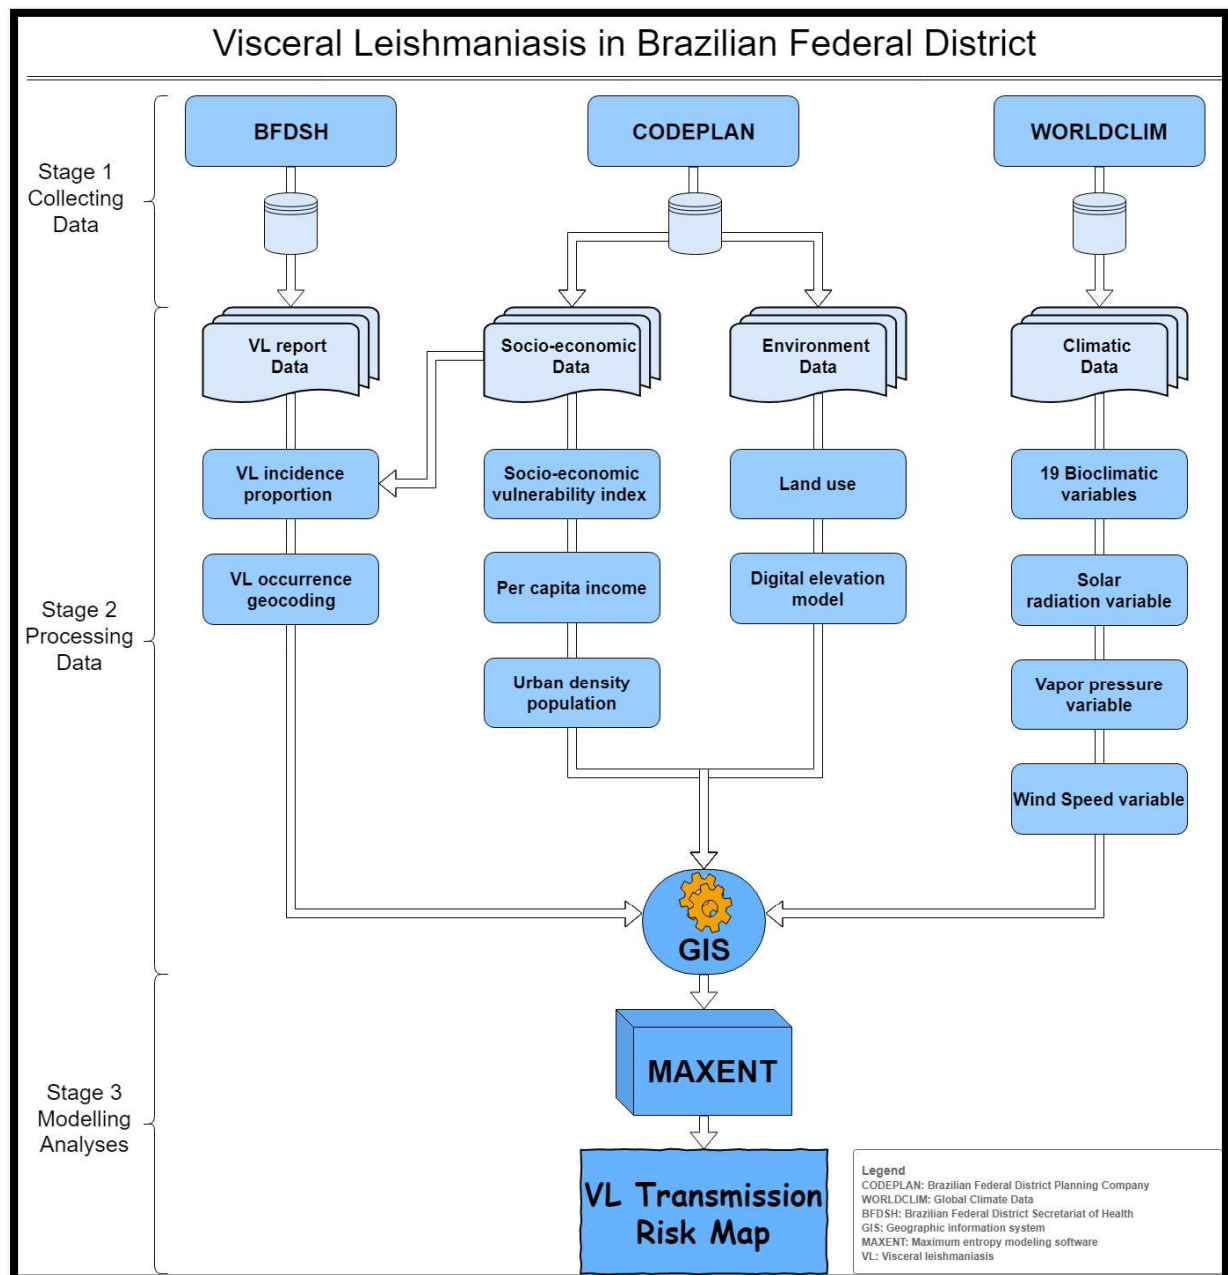 Visceral Leishmaniasis in Brazilian Federal District
Stage 1
Collecting
Data
BFDSH
CODEPLAN
WORLDCLIM
Stage 2
Processing
Data
VL report
Data
Socio-economic
Data
Environment
Data
Climatic
Data
VL incidence
proportion
Socio-economic
vulnerability index
Land use
19 Bioclimatic
variables
VL occurrence
geocoding
Per capita income
Digital elevation
model
Solar
radiation variable
Urban density
population
Vapor pressure
variable
Wind Speed variable
GIS
Stage 3
Modelling
Analyses
MAXENT
VL Transmission
Risk Map
Legend
CODEPLAN: Brazilian Federal District Planning Company
WORLDCLIM: Global Climate Data
BFDSH: Brazilian Federal District Secretariat of Health
GIS: Geographic information system
MAXENT: Maximum entropy modeling software
VL: Visceral leishmaniasis